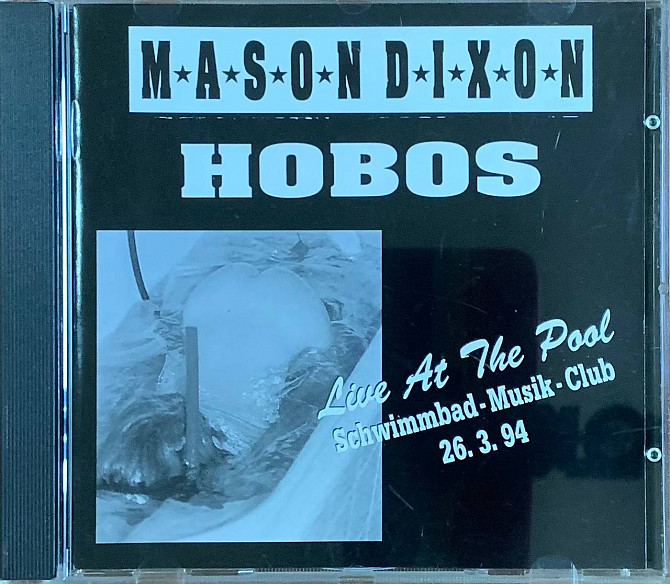 M★A★S★O★N D★I★X★O★N
HOBOS
Live At The Pool
Schwimmbad-Musik-Club
26. 3. 94